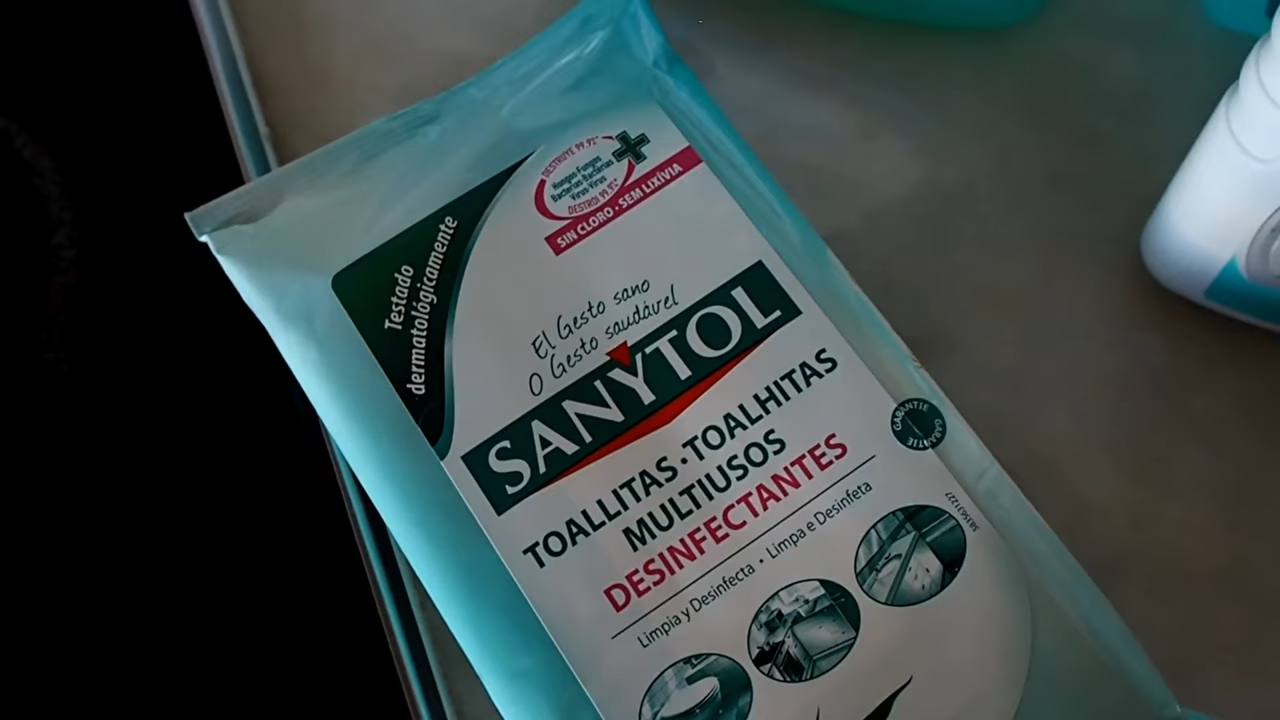 DESTRUYE 99.9%
Hongos Fungos
Bacterias Bactérias
Virus Vírus
DESTRÓI 99.9%
SIN CLORO · SEM LIXÍVIA
Testado
dermatológicamente
El Gesto sano
O Gesto saudável
SANYTOL
TOALLITAS · TOALHITAS
MULTIUSOS
DESINFECTANTES
Limpia y Desinfecta · Limpa e Desinfeta
GARANTIE